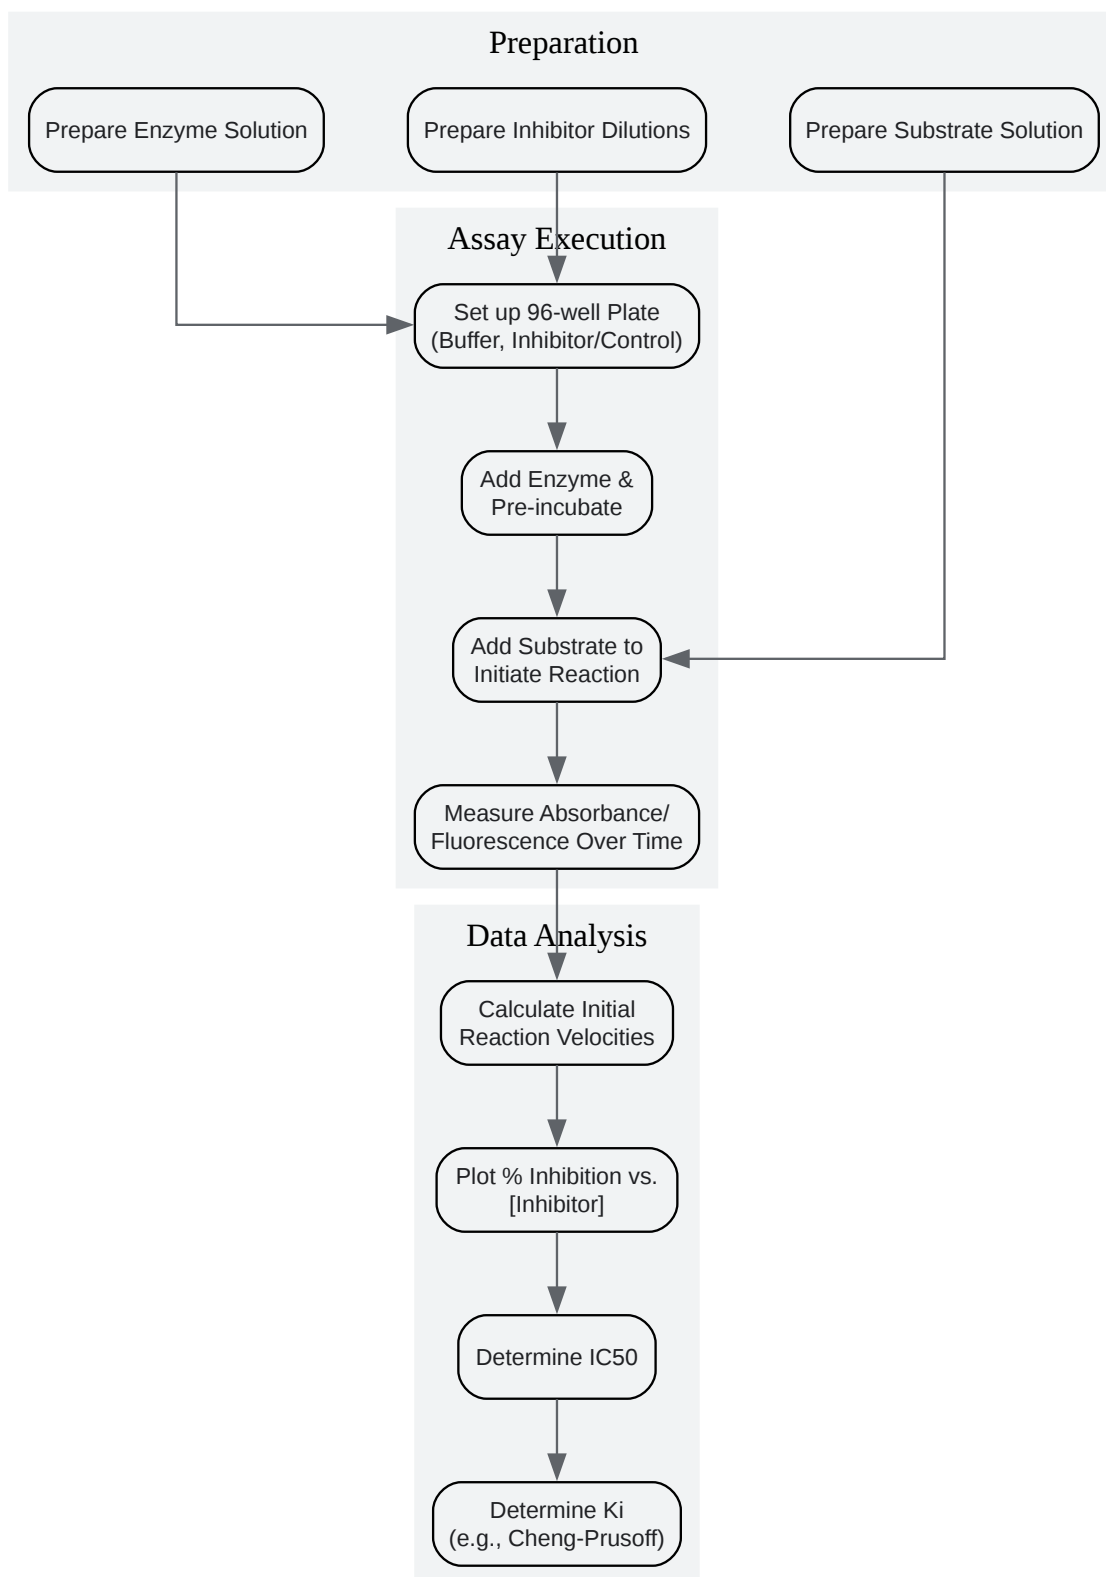 Preparation
Prepare Enzyme Solution
Prepare Inhibitor Dilutions
Prepare Substrate Solution
Assay Execution
Set up 96-well Plate
(Buffer, Inhibitor/Control)
Add Enzyme &
Pre-incubate
Add Substrate to
Initiate Reaction
Measure Absorbance/
Fluorescence Over Time
Data Analysis
Calculate Initial
Reaction Velocities
Plot % Inhibition vs.
[Inhibitor]
Determine IC50
Determine Ki
(e.g., Cheng-Prusoff)